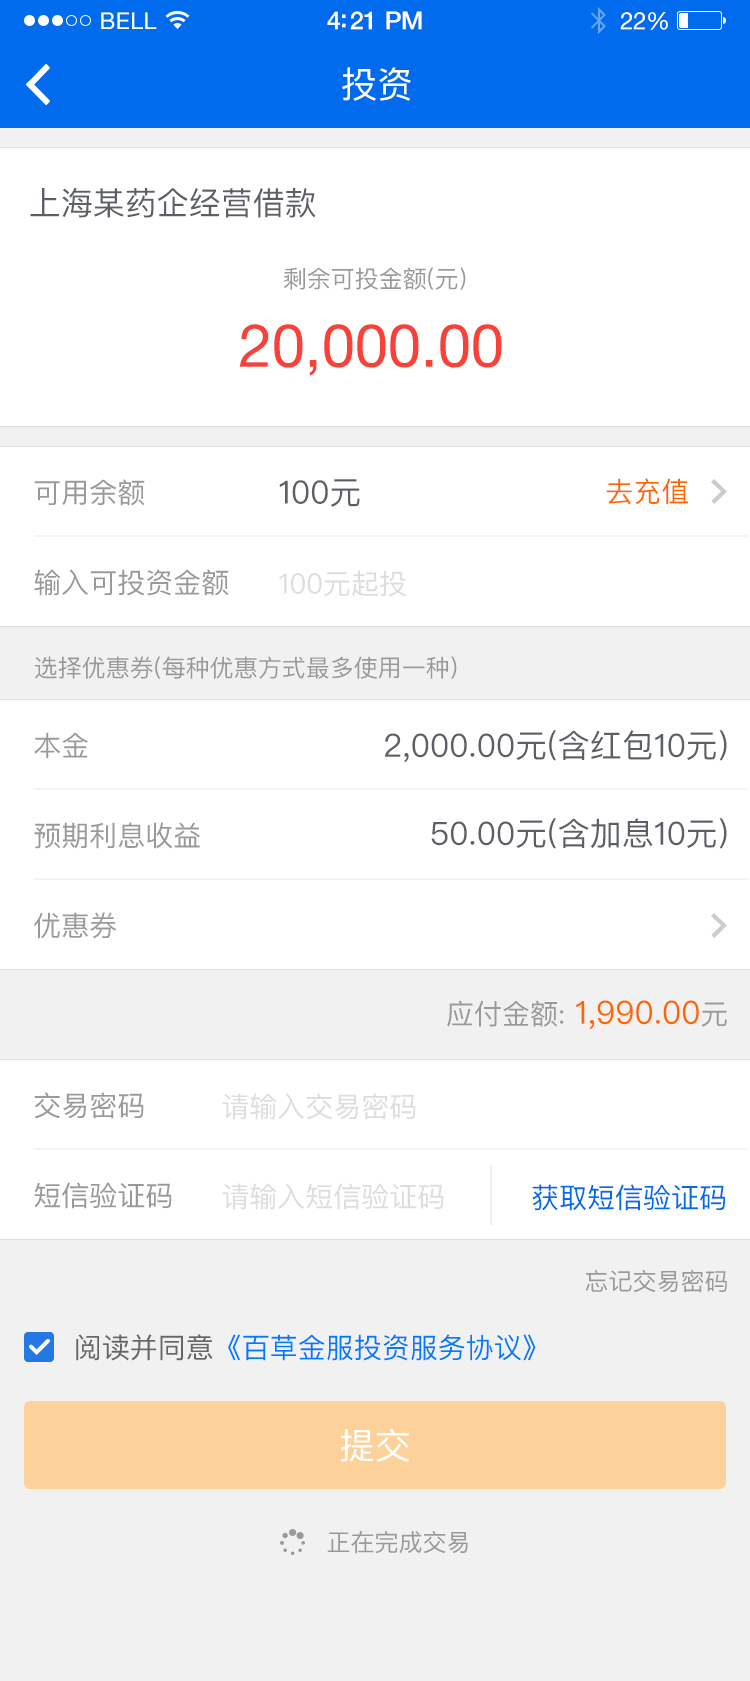 BELL 4:21 PM 22%
投资
上海某药企经营借款
剩余可投金额(元)
20,000.00
可用余额 100元 去充值
输入可投资金额 100元起投
选择优惠券(每种优惠方式最多使用一种)
本金 2,000.00元(含红包10元)
预期利息收益 50.00元(含加息10元)
优惠券
应付金额: 1,990.00元
交易密码 请输入交易密码
短信验证码 请输入短信验证码 获取短信验证码
忘记交易密码
阅读并同意《百草金服投资服务协议》
提交
正在完成交易